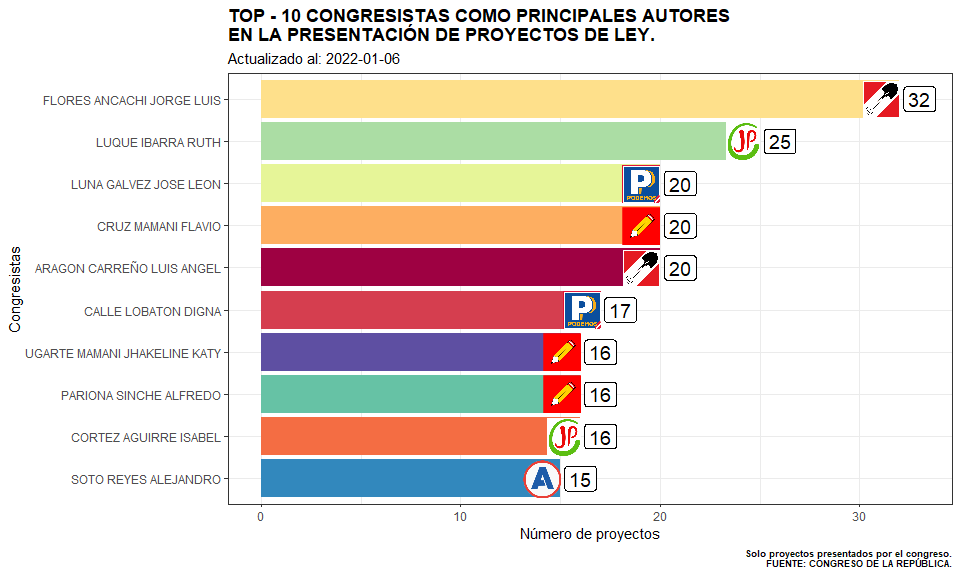 TOP - 10 CONGRESISTAS COMO PRINCIPALES AUTORES
EN LA PRESENTACIÓN DE PROYECTOS DE LEY.
Actualizado al: 2022-01-06
Congresistas
FLORES ANCACHI JORGE LUIS 32
LUQUE IBARRA RUTH JP 25
LUNA GALVEZ JOSE LEON P PODEMOS 20
CRUZ MAMANI FLAVIO 20
ARAGON CARREÑO LUIS ANGEL 20
CALLE LOBATON DIGNA P PODEMOS 17
UGARTE MAMANI JHAKELINE KATY 16
PARIONA SINCHE ALFREDO 16
CORTEZ AGUIRRE ISABEL JP 16
SOTO REYES ALEJANDRO A 15
0 10 20 30
Número de proyectos
Solo proyectos presentados por el congreso.
FUENTE: CONGRESO DE LA REPÚBLICA.